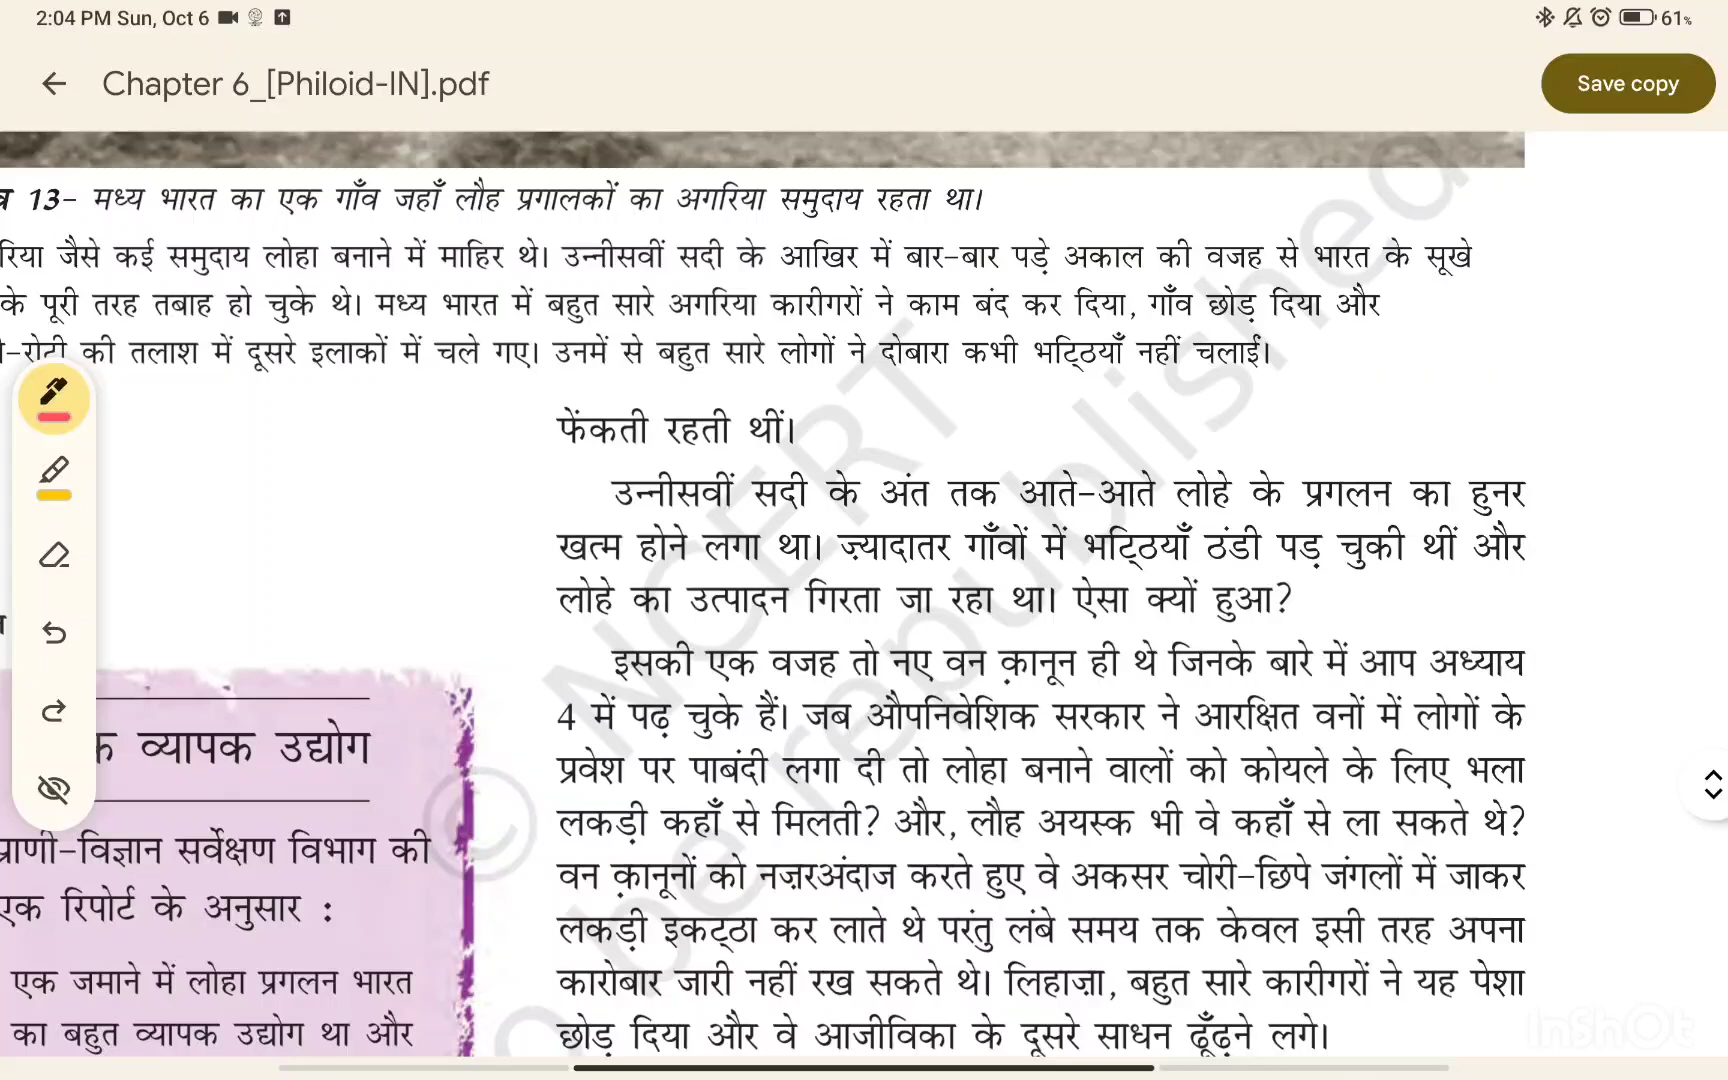 2:04 PM Sun, Oct 6
61%
Chapter 6_[Philoid-IN].pdf
Save copy
13- मध्य भारत का एक गाँव जहाँ लौह प्रगालकों का अगरिया समुदाय रहता था।
रिया जैसे कई समुदाय लोहा बनाने में माहिर थे। उन्नीसवीं सदी के आखिर में बार-बार पड़े अकाल की वजह से भारत के सूखे
के पूरी तरह तबाह हो चुके थे। मध्य भारत में बहुत सारे अगरिया कारीगरों ने काम बंद कर दिया, गाँव छोड़ दिया और
-रोटी की तलाश में दूसरे इलाकों में चले गए। उनमें से बहुत सारे लोगों ने दोबारा कभी भट्ठियाँ नहीं चलाईं।
फेंकती रहती थीं।
उन्नीसवीं सदी के अंत तक आते-आते लोहे के प्रगलन का हुनर
खत्म होने लगा था। ज़्यादातर गाँवों में भट्ठियाँ ठंडी पड़ चुकी थीं और
लोहे का उत्पादन गिरता जा रहा था। ऐसा क्यों हुआ?
इसकी एक वजह तो नए वन क़ानून ही थे जिनके बारे में आप अध्याय
4 में पढ़ चुके हैं। जब औपनिवेशिक सरकार ने आरक्षित वनों में लोगों के
प्रवेश पर पाबंदी लगा दी तो लोहा बनाने वालों को कोयले के लिए भला
लकड़ी कहाँ से मिलती? और, लौह अयस्क भी वे कहाँ से ला सकते थे?
वन क़ानूनों को नज़रअंदाज करते हुए वे अकसर चोरी-छिपे जंगलों में जाकर
लकड़ी इकट्ठा कर लाते थे परंतु लंबे समय तक केवल इसी तरह अपना
कारोबार जारी नहीं रख सकते थे। लिहाज़ा, बहुत सारे कारीगरों ने यह पेशा
छोड़ दिया और वे आजीविका के दूसरे साधन ढूँढ़ने लगे।
व्यापक उद्योग
प्राणी-विज्ञान सर्वेक्षण विभाग की
एक रिपोर्ट के अनुसार :
एक जमाने में लोहा प्रगलन भारत
का बहुत व्यापक उद्योग था और
© NCERT
be republished
InShOt